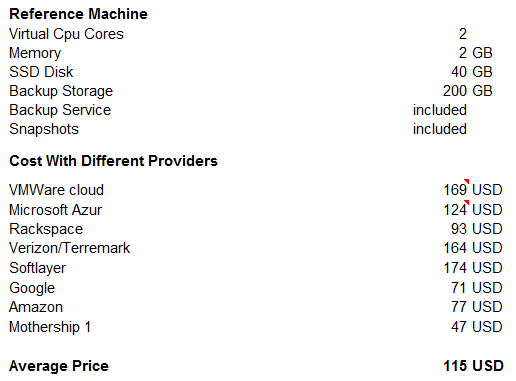 Reference Machine
Virtual Cpu Cores 2
Memory 2 GB
SSD Disk 40 GB
Backup Storage 200 GB
Backup Service included
Snapshots included
Cost With Different Providers
VMWare cloud 169 USD
Microsoft Azur 124 USD
Rackspace 93 USD
Verizon/Terremark 164 USD
Softlayer 174 USD
Google 71 USD
Amazon 77 USD
Mothership 1 47 USD
Average Price 115 USD